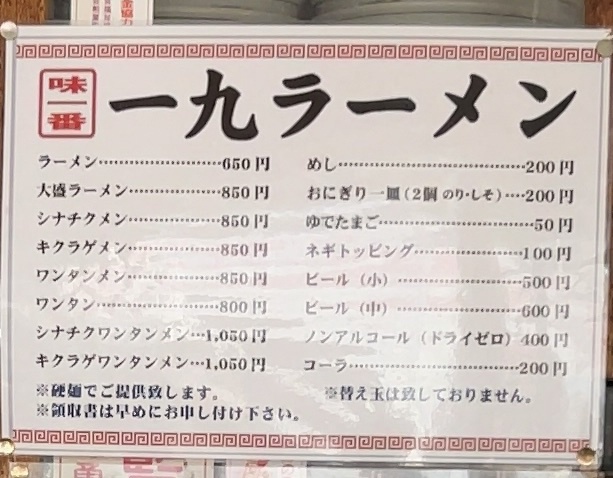 味一番
一九ラーメン
ラーメン……………………650円
大盛ラーメン………………850円
シナチクメン………………850円
キクラゲメン………………850円
ワンタンメン………………850円
ワンタン……………………800円
シナチクワンタンメン…1,050円
キクラゲワンタンメン…1,050円
※硬麺でご提供致します。
※領収書は早めにお申し付け下さい。
めし……………………………200円
おにぎり一皿(2個 のり・しそ)…200円
ゆでたまご………………………50円
ネギトッピング…………………100円
ビール(小)……………………500円
ビール(中)……………………600円
ノンアルコール(ドライゼロ)400円
コーラ…………………………200円
※替え玉は致しておりません。